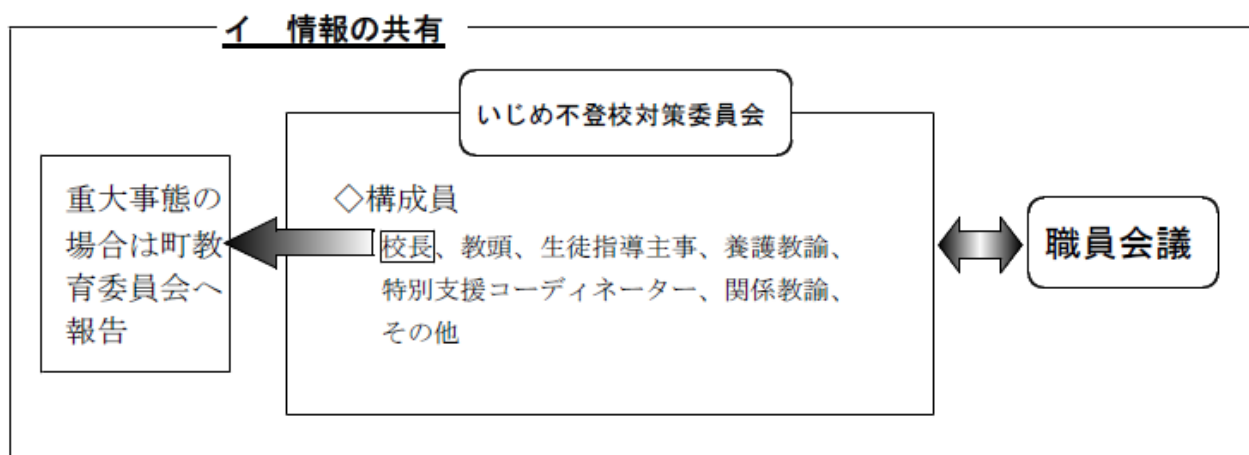 イ　情報の共有
いじめ不登校対策委員会
重大事態の
場合は町教
育委員会へ
報告
◇構成員
校長、教頭、生徒指導主事、養護教諭、
特別支援コーディネーター、関係教諭、
その他
職員会議